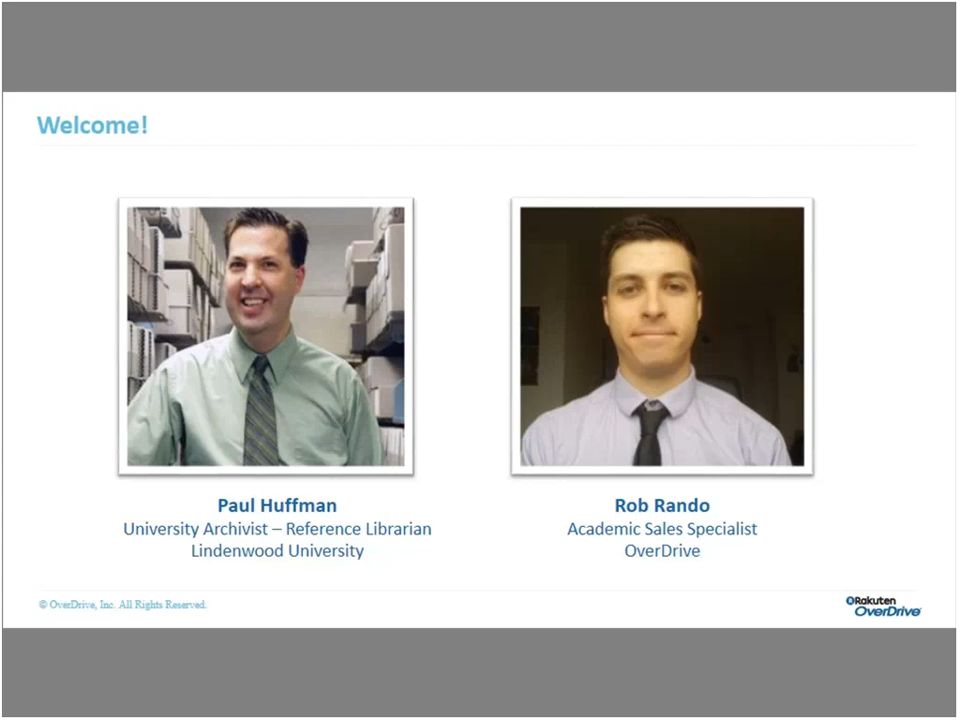 Welcome!
Paul Huffman
University Archivist – Reference Librarian
Lindenwood University
Rob Rando
Academic Sales Specialist
OverDrive
© OverDrive, Inc. All Rights Reserved.
Rakuten
OverDrive